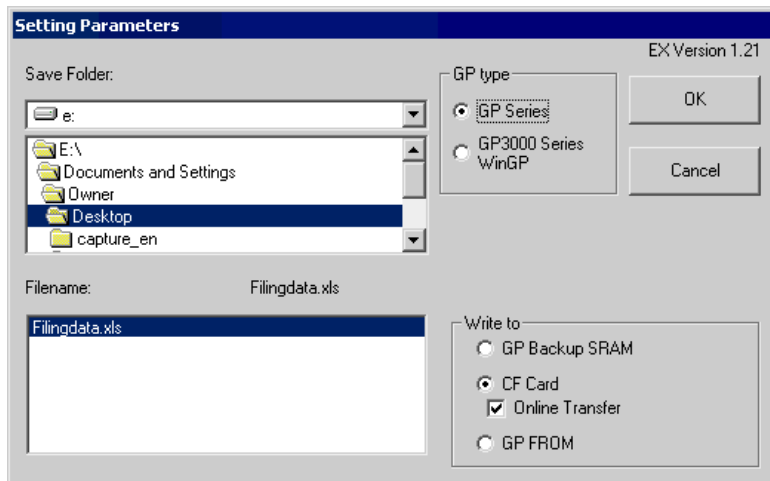 Setting Parameters
EX Version 1.21
Save Folder:
e:
E:\
Documents and Settings
Owner
Desktop
capture_en
GP type
GP Series
GP3000 Series
WinGP
OK
Cancel
Filename:
Filingdata.xls
Filingdata.xls
Write to
GP Backup SRAM
CF Card
Online Transfer
GP FROM